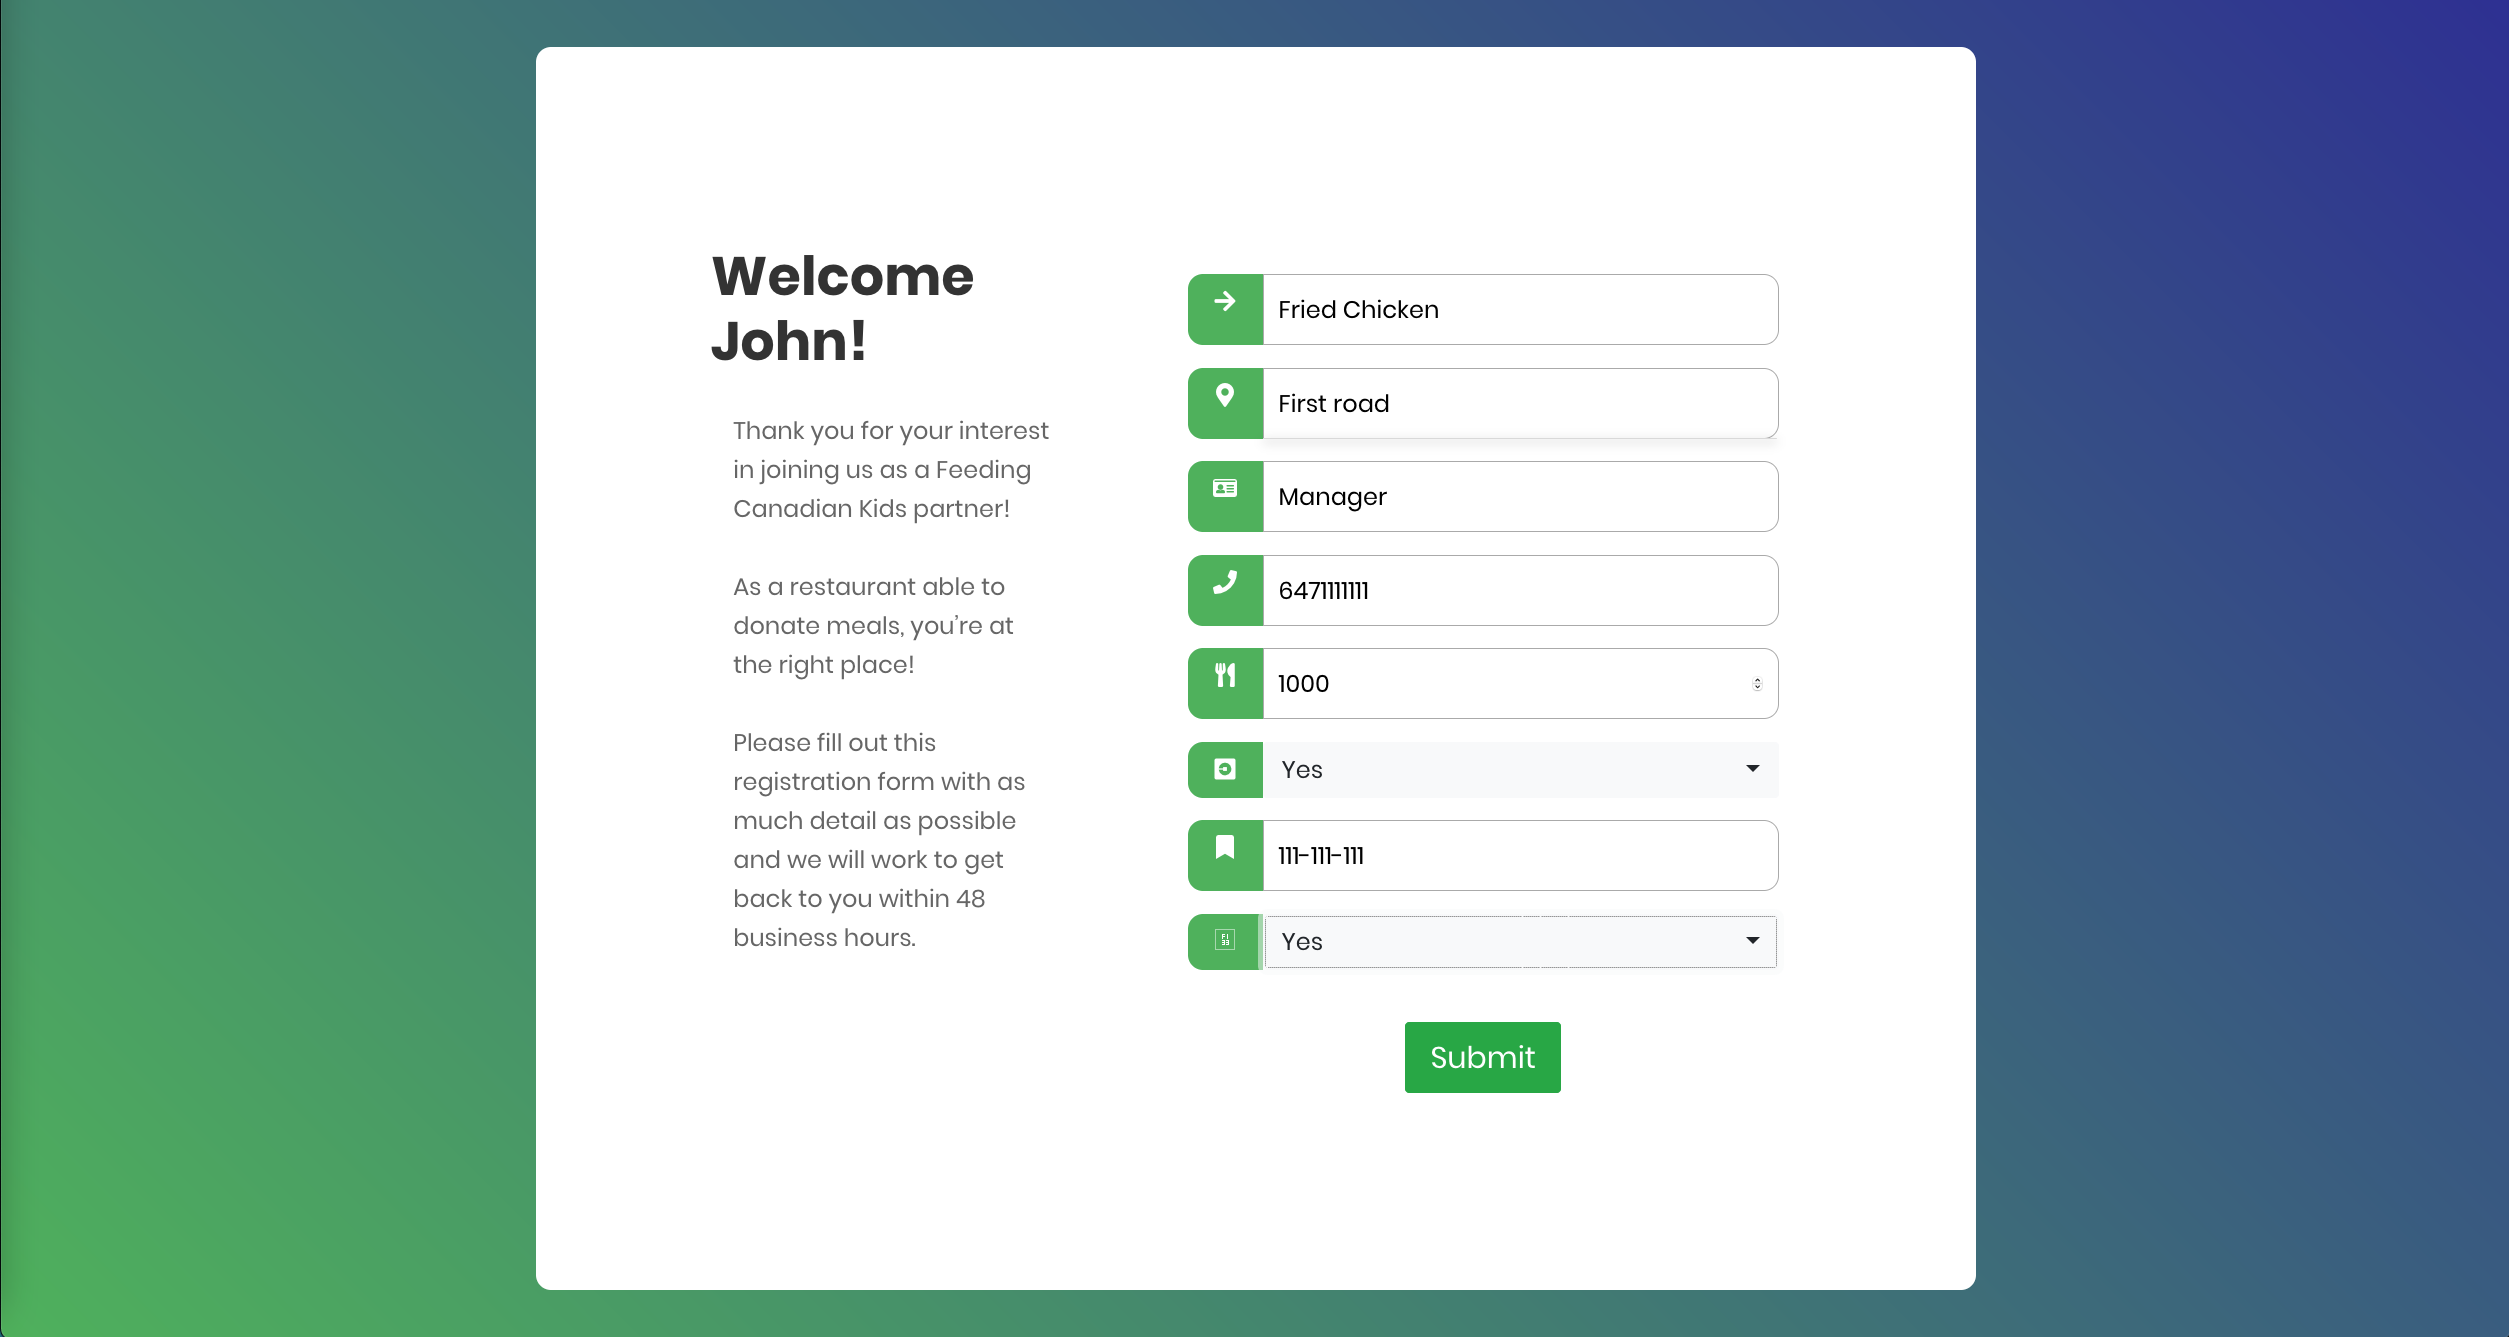 Welcome
John!
Thank you for your interest
in joining us as a Feeding
Canadian Kids partner!
As a restaurant able to
donate meals, you’re at
the right place!
Please fill out this
registration form with as
much detail as possible
and we will work to get
back to you within 48
business hours.
Fried Chicken
First road
Manager
6471111111
1000
Yes
111-111-111
Yes
Submit